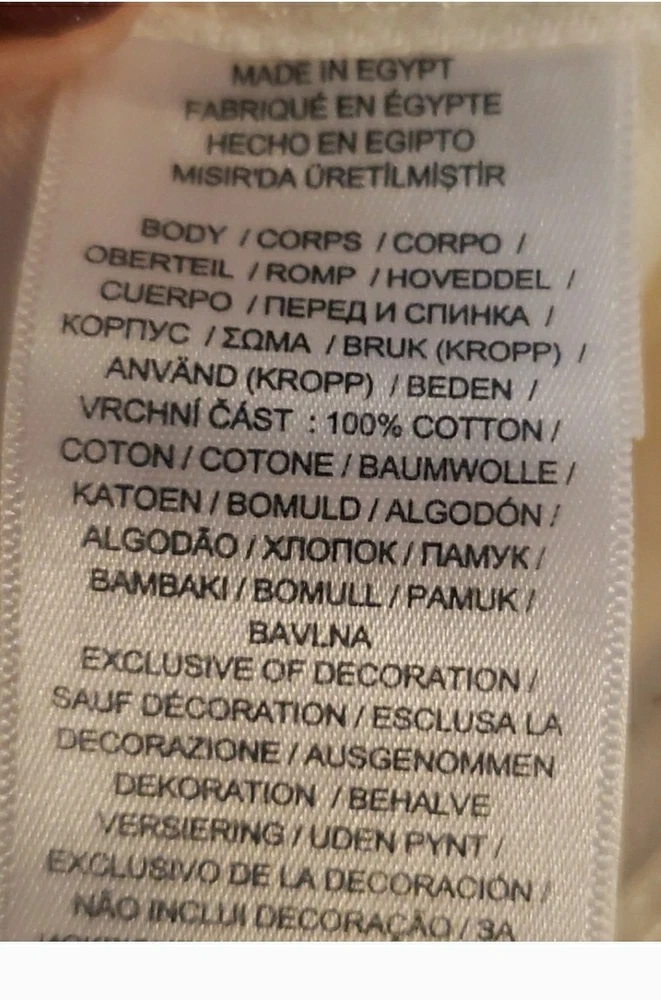 MADE IN EGYPT
FABRIQUÉ EN ÉGYPTE
HECHO EN EGIPTO
MISIR'DA ÜRETİLMİŞTİR
BODY / CORPS / CORPO /
OBERTEIL / ROMP / HOVEDDEL /
CUERPO / ПЕРЕД И СПИНКА /
КОРПУС / ΣΩΜΑ / BRUK (KROPP) /
ANVÄND (KROPP) / BEDEN /
VRCHNÍ ČÁST : 100% COTTON /
COTON / COTONE / BAUMWOLLE /
KATOEN / BOMULD / ALGODÓN /
ALGODÃO / ХЛОПОК / ПАМУК /
BAMBAKI / BOMULL / PAMUK /
BAVLNA
EXCLUSIVE OF DECORATION /
SAUF DÉCORATION / ESCLUSA LA
DECORAZIONE / AUSGENOMMEN
DEKORATION / BEHALVE
VERSIERING / UDEN PYNT /
EXCLUSIVO DE LA DECORACIÓN /
NÃO INCLUI DECORAÇÃO / ЗА